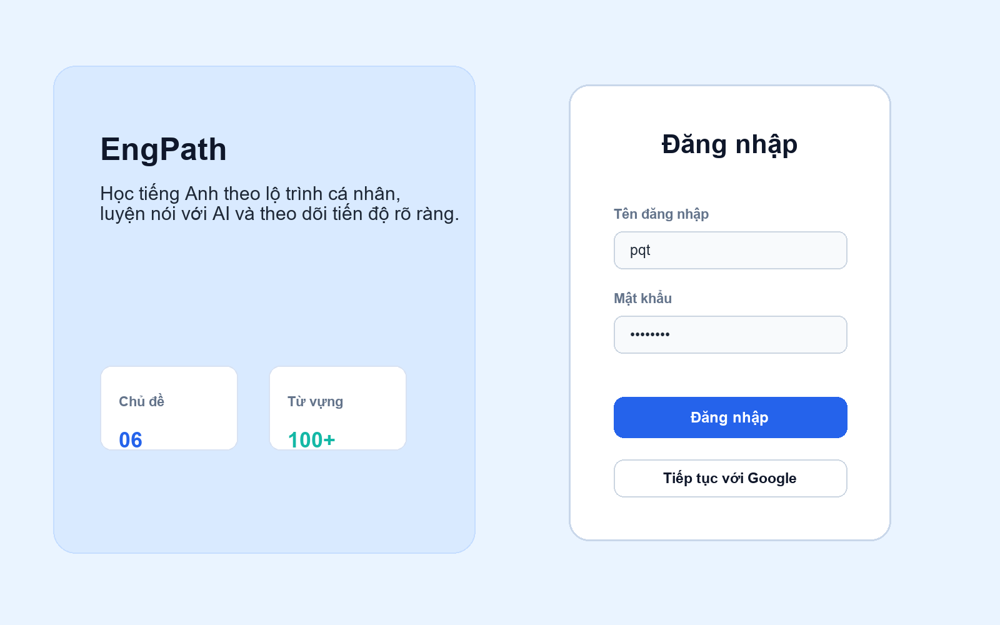 EngPath
Học tiếng Anh theo lộ trình cá nhân,
luyện nói với AI và theo dõi tiến độ rõ ràng.
Chủ đề
06
Từ vựng
100+
Đăng nhập
Tên đăng nhập
pqt
Mật khẩu
••••••••
Đăng nhập
Tiếp tục với Google